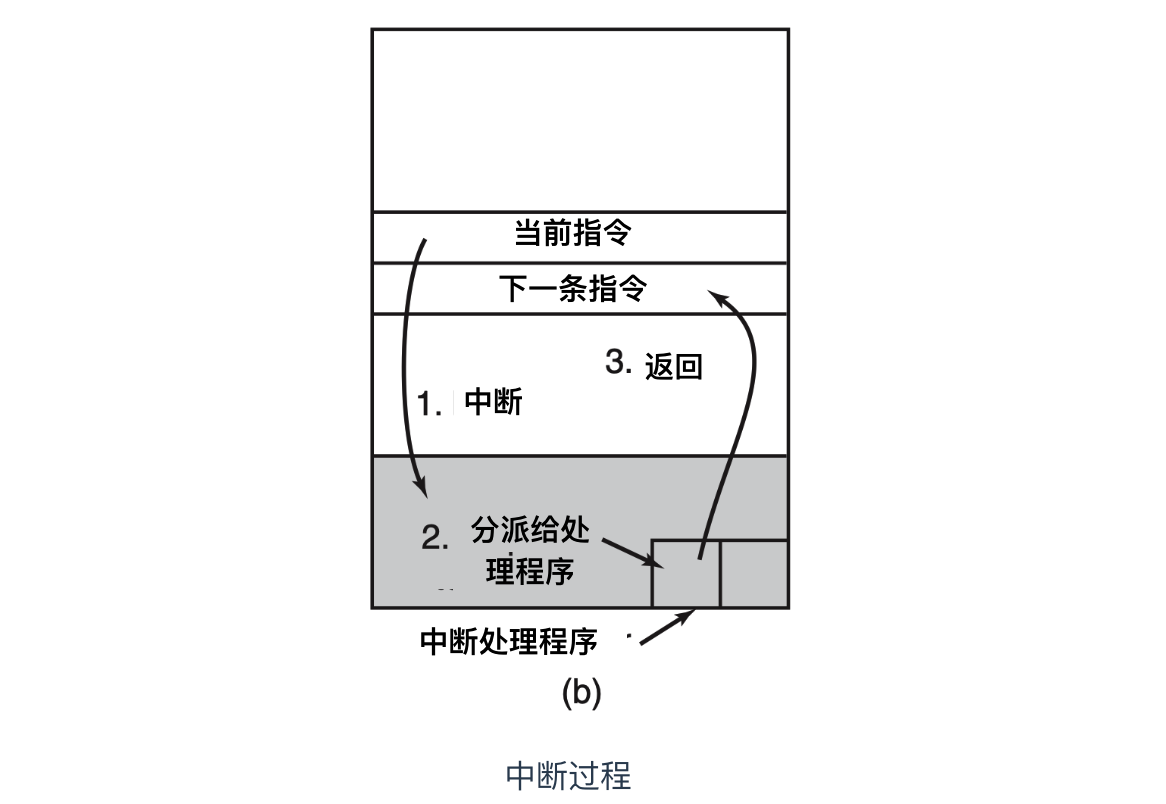 当前指令
下一条指令
3. 返回
1. 中断
2. 分派给处
理程序
中断处理程序
(b)
中断过程